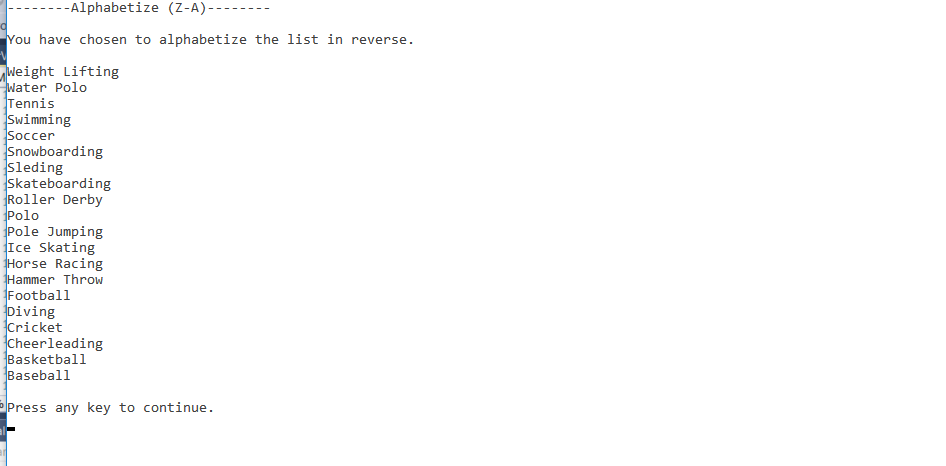 --------Alphabetize (Z-A)--------
You have chosen to alphabetize the list in reverse.
Weight Lifting
Water Polo
Tennis
Swimming
Soccer
Snowboarding
Sleding
Skateboarding
Roller Derby
Polo
Pole Jumping
Ice Skating
Horse Racing
Hammer Throw
Football
Diving
Cricket
Cheerleading
Basketball
Baseball
Press any key to continue.